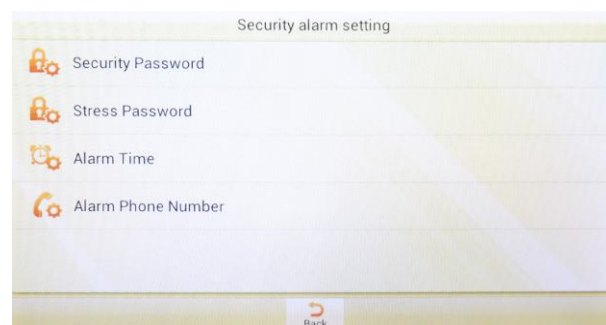 Security alarm setting
Security Password
Stress Password
Alarm Time
Alarm Phone Number
Back